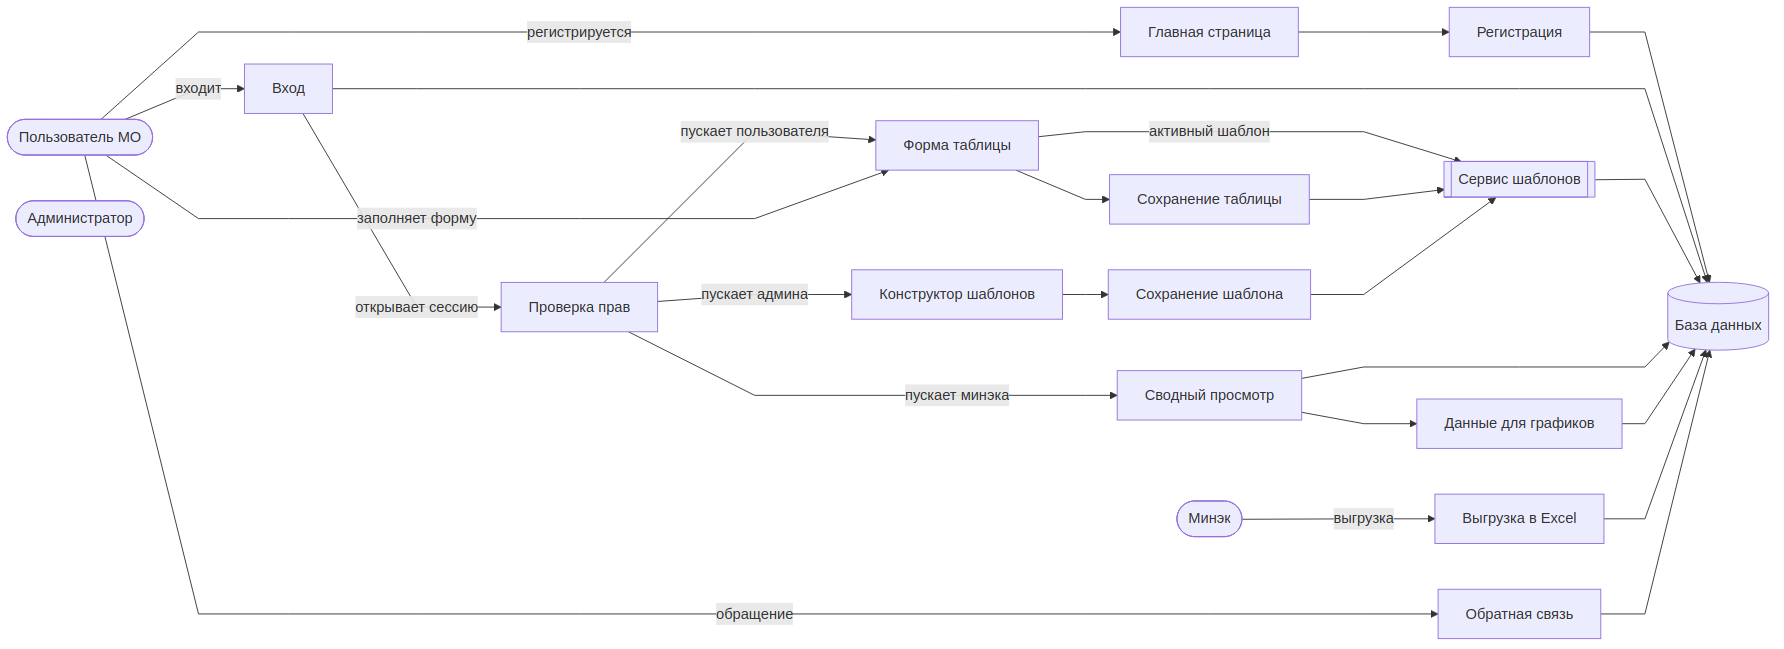 регистрируется
Главная страница
Регистрация
входит
Вход
Пользователь МО
пускает пользователя
Форма таблицы
активный шаблон
Сервис шаблонов
Сохранение таблицы
Администратор
заполняет форму
открывает сессию
Проверка прав
пускает админа
Конструктор шаблонов
Сохранение шаблона
База данных
пускает минэка
Сводный просмотр
Данные для графиков
Минэк
выгрузка
Выгрузка в Excel
обращение
Обратная связь